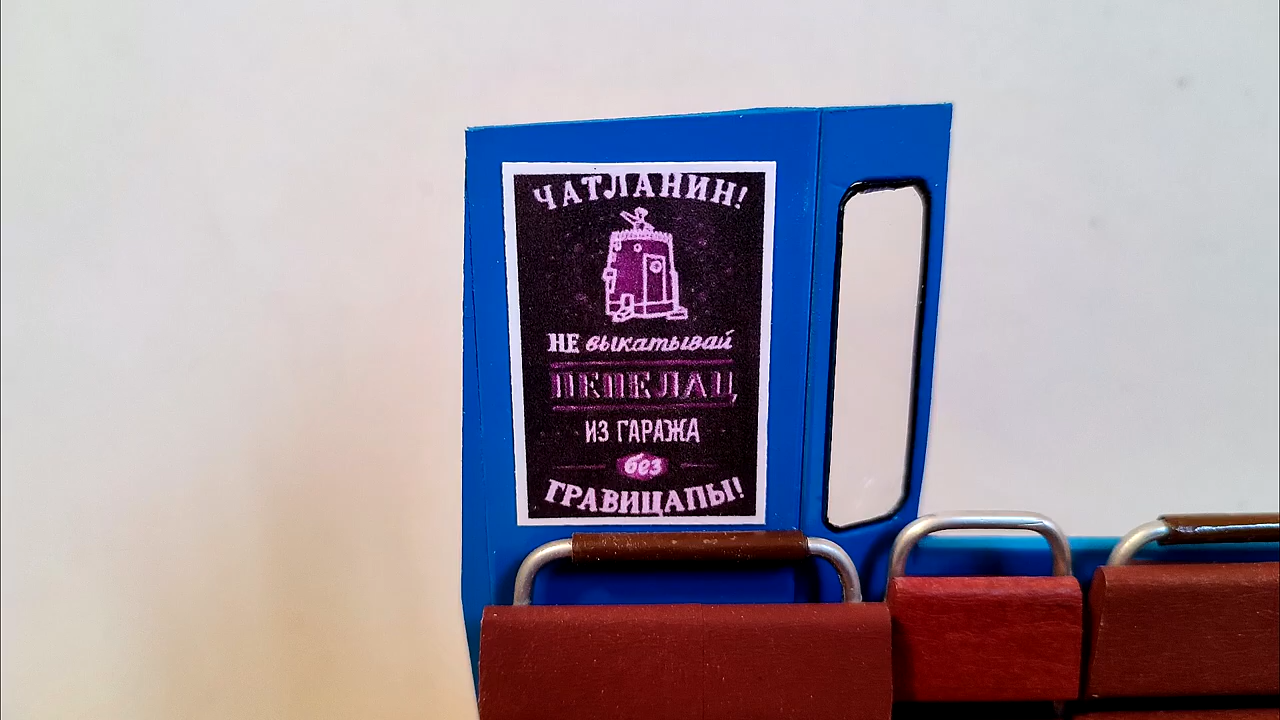 ЧАТЛАНИН!
НЕ выкатывай
ПЕПЕЛАЦ
ИЗ ГАРАЖА
без
ГРАВИЦАПЫ!